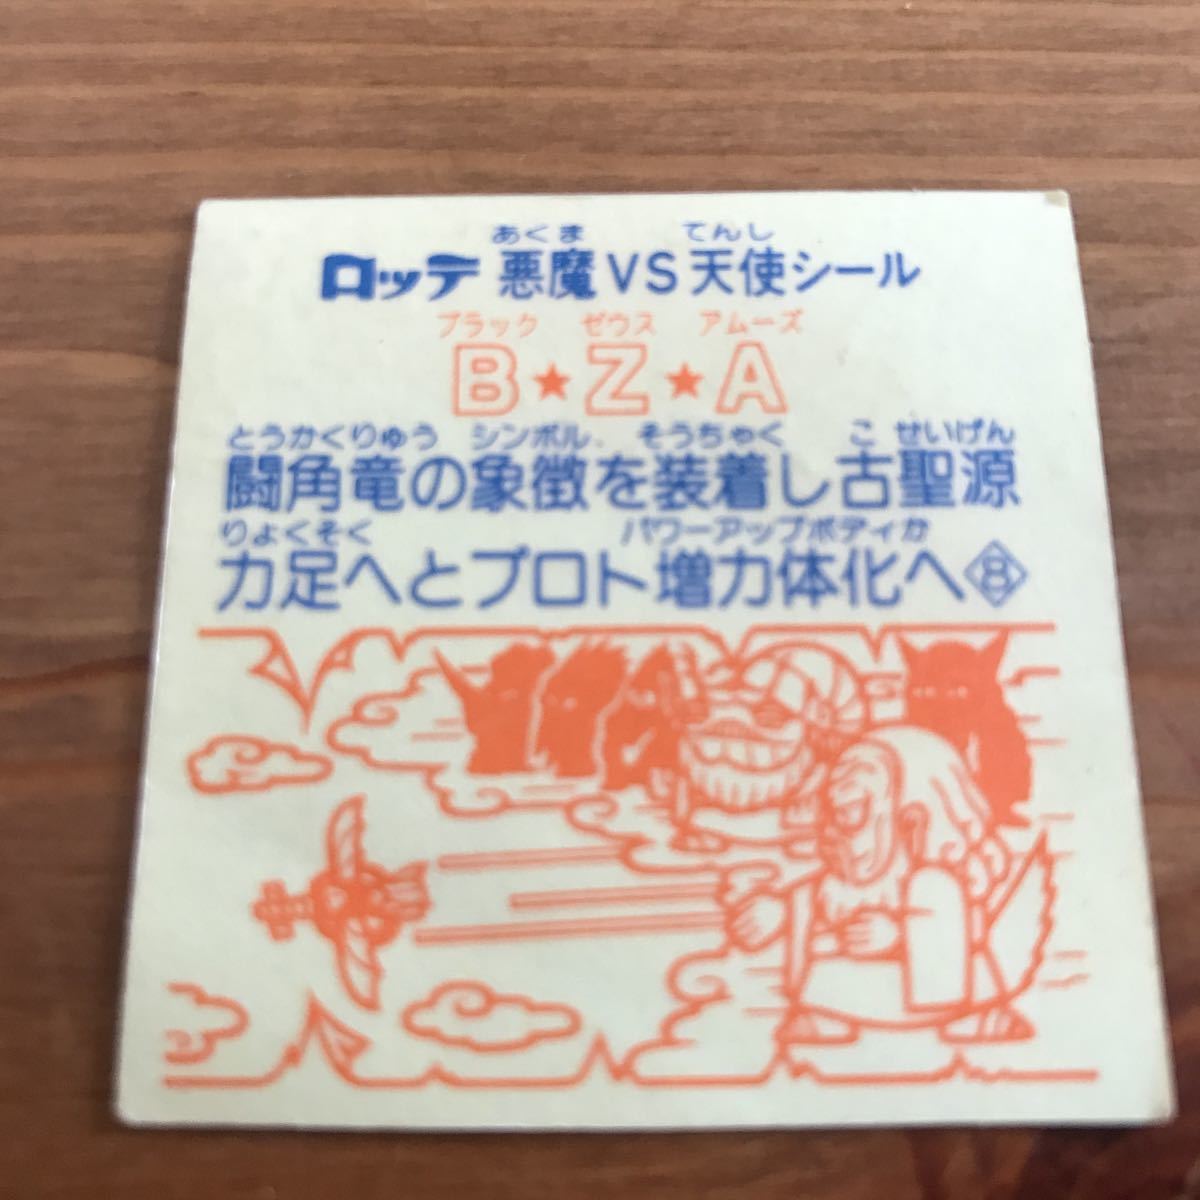 あくま てんし
ロッテ 悪魔VS天使シール
ブラック ゼウス アムーズ
B★Z★A
とうかくりゅう シンボル そうちゃく こ せいげん
闘角竜の象徴を装着し古聖源
りょくそく パワーアップボディか
力足へとプロト増力体化へ8